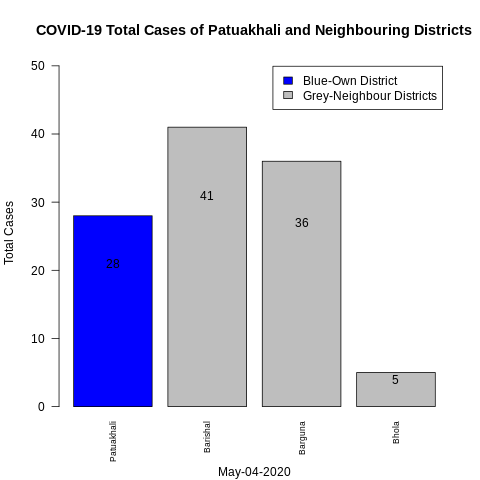 COVID-19 Total Cases of Patuakhali and Neighbouring Districts
Blue-Own District
Grey-Neighbour Districts
Total Cases
50
40
30
20
10
0
28
41
36
5
Patuakhali
Barishal
Barguna
Bhola
May-04-2020